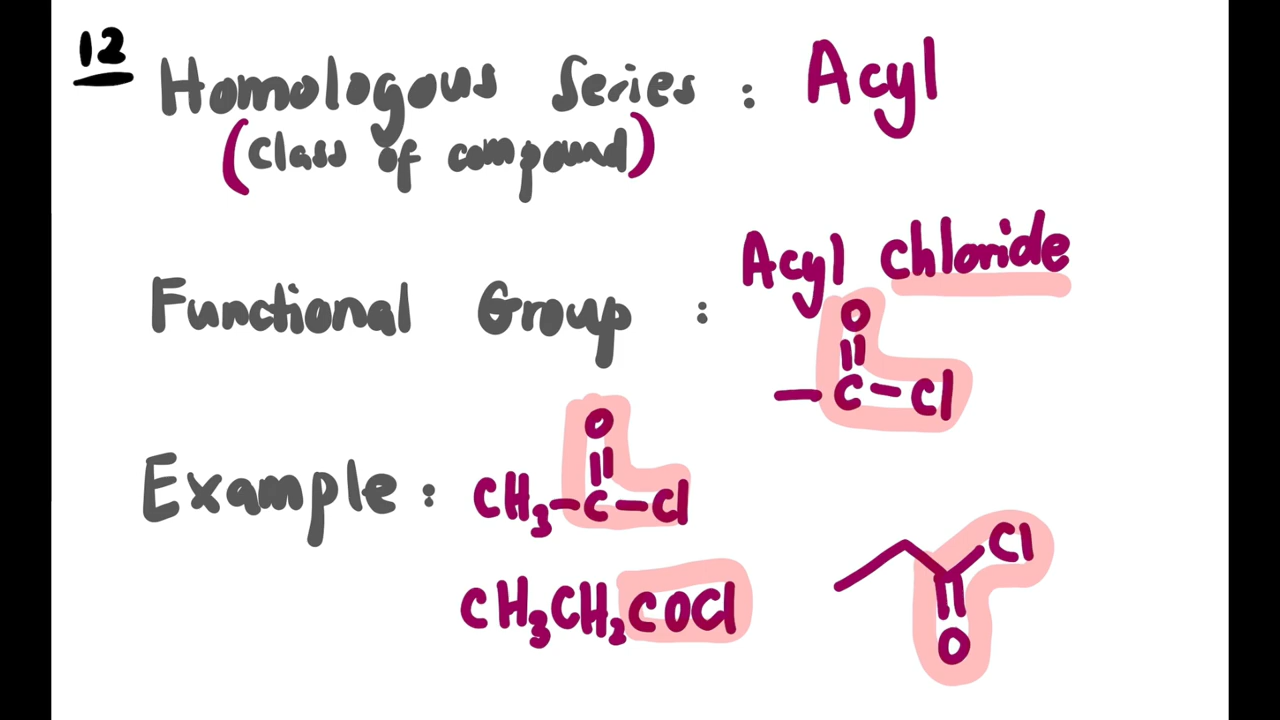 12
Homologous Series : Acyl
(Class of compound)
Acyl chloride
Functional Group :
O
||
— C – Cl
Example :
O
||
CH₃ – C – Cl
CH₃CH₂COCl
Cl
O